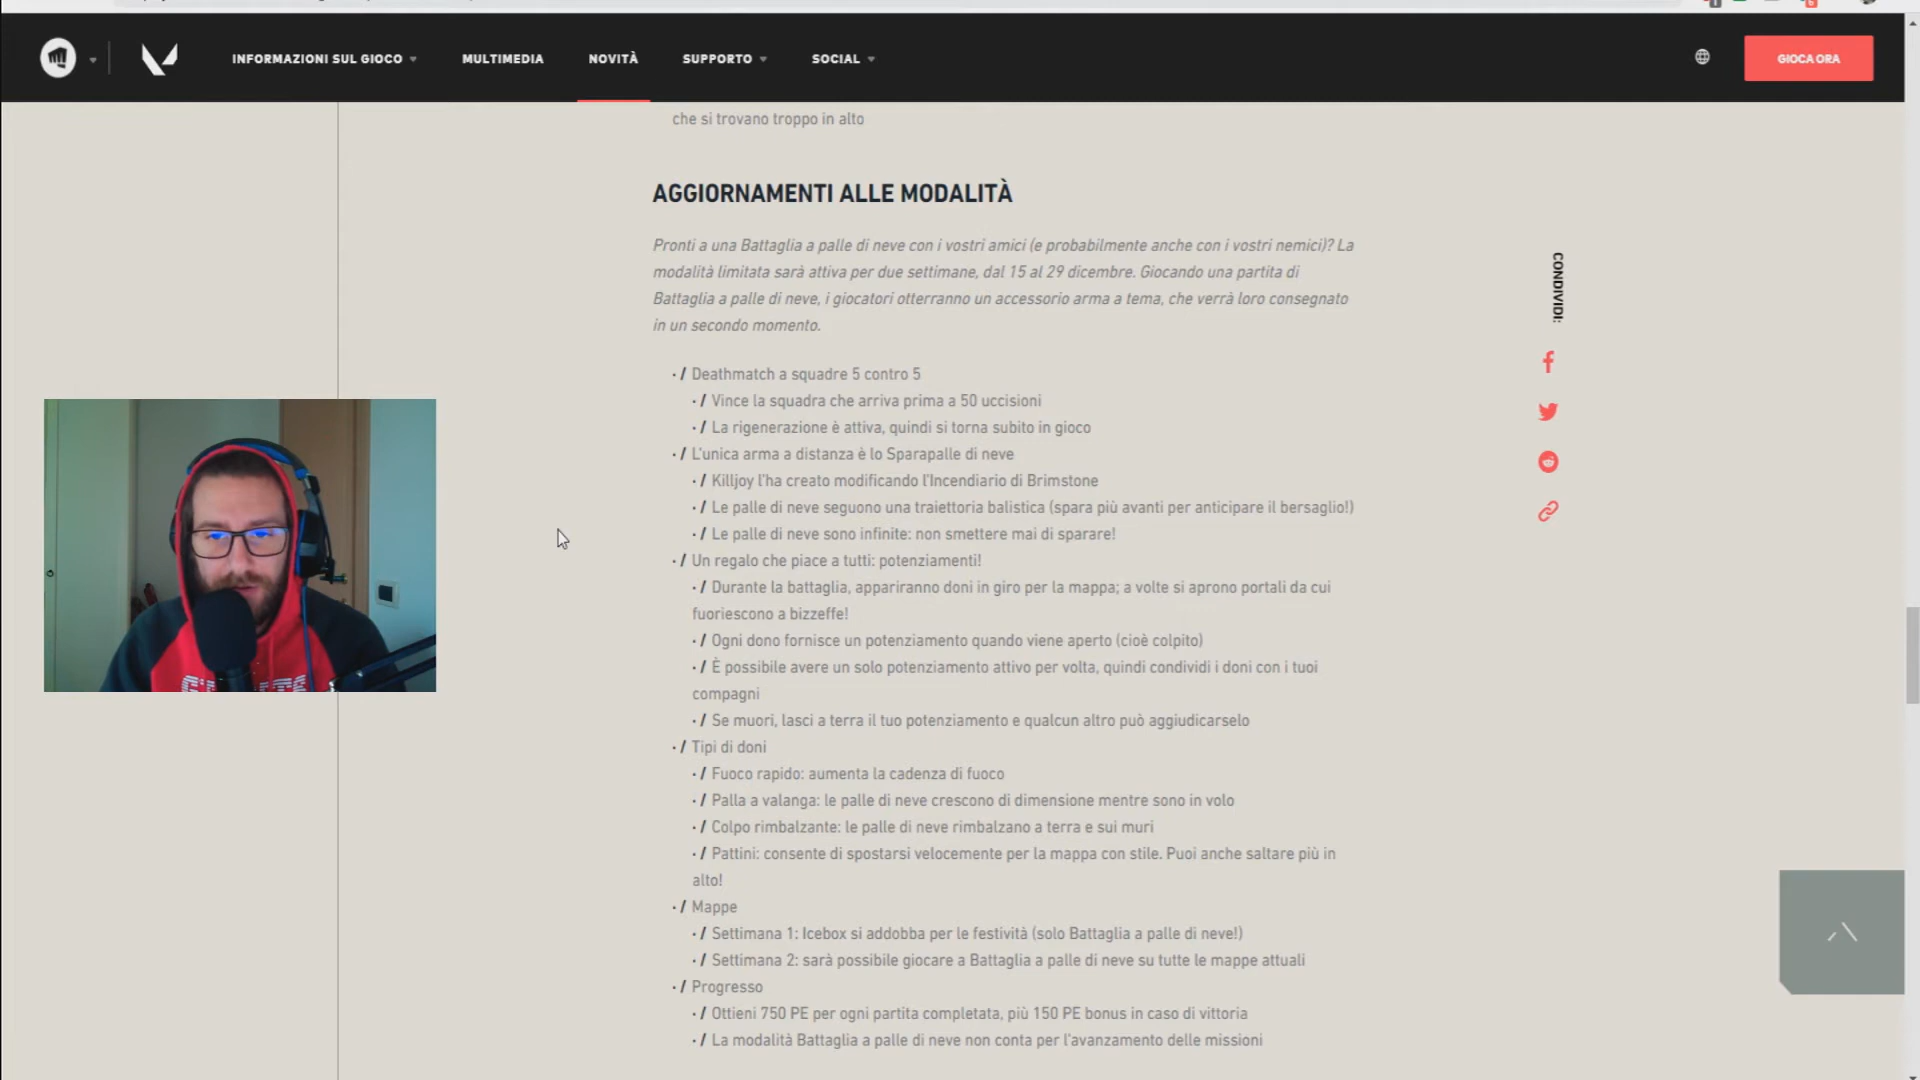 INFORMAZIONI SUL GIOCO
MULTIMEDIA
NOVITÀ
SUPPORTO
SOCIAL
GIOCA ORA
che si trovano troppo in alto
AGGIORNAMENTI ALLE MODALITÀ
Pronti a una Battaglia a palle di neve con i vostri amici (e probabilmente anche con i vostri nemici)? La
modalità limitata sarà attiva per due settimane, dal 15 al 29 dicembre. Giocando una partita di
Battaglia a palle di neve, i giocatori otterranno un accessorio arma a tema, che verrà loro consegnato
in un secondo momento.
· / Deathmatch a squadre 5 contro 5
· / Vince la squadra che arriva prima a 50 uccisioni
· / La rigenerazione è attiva, quindi si torna subito in gioco
· / L'unica arma a distanza è lo Sparapalle di neve
· / Killjoy l'ha creato modificando l'Incendiario di Brimstone
· / Le palle di neve seguono una traiettoria balistica (spara più avanti per anticipare il bersaglio!)
· / Le palle di neve sono infinite: non smettere mai di sparare!
· / Un regalo che piace a tutti: potenziamenti!
· / Durante la battaglia, appariranno doni in giro per la mappa; a volte si aprono portali da cui
fuoriescono a bizzeffe!
· / Ogni dono fornisce un potenziamento quando viene aperto (cioè colpito)
· / È possibile avere un solo potenziamento attivo per volta, quindi condividi i doni con i tuoi
compagni
· / Se muori, lasci a terra il tuo potenziamento e qualcun altro può aggiudicarselo
· / Tipi di doni
· / Fuoco rapido: aumenta la cadenza di fuoco
· / Palla a valanga: le palle di neve crescono di dimensione mentre sono in volo
· / Colpo rimbalzante: le palle di neve rimbalzano a terra e sui muri
· / Pattini: consente di spostarsi velocemente per la mappa con stile. Puoi anche saltare più in
alto!
· / Mappe
· / Settimana 1: Icebox si addobba per le festività (solo Battaglia a palle di neve!)
· / Settimana 2: sarà possibile giocare a Battaglia a palle di neve su tutte le mappe attuali
· / Progresso
· / Ottieni 750 PE per ogni partita completata, più 150 PE bonus in caso di vittoria
· / La modalità Battaglia a palle di neve non conta per l'avanzamento delle missioni
CONDIVIDI: